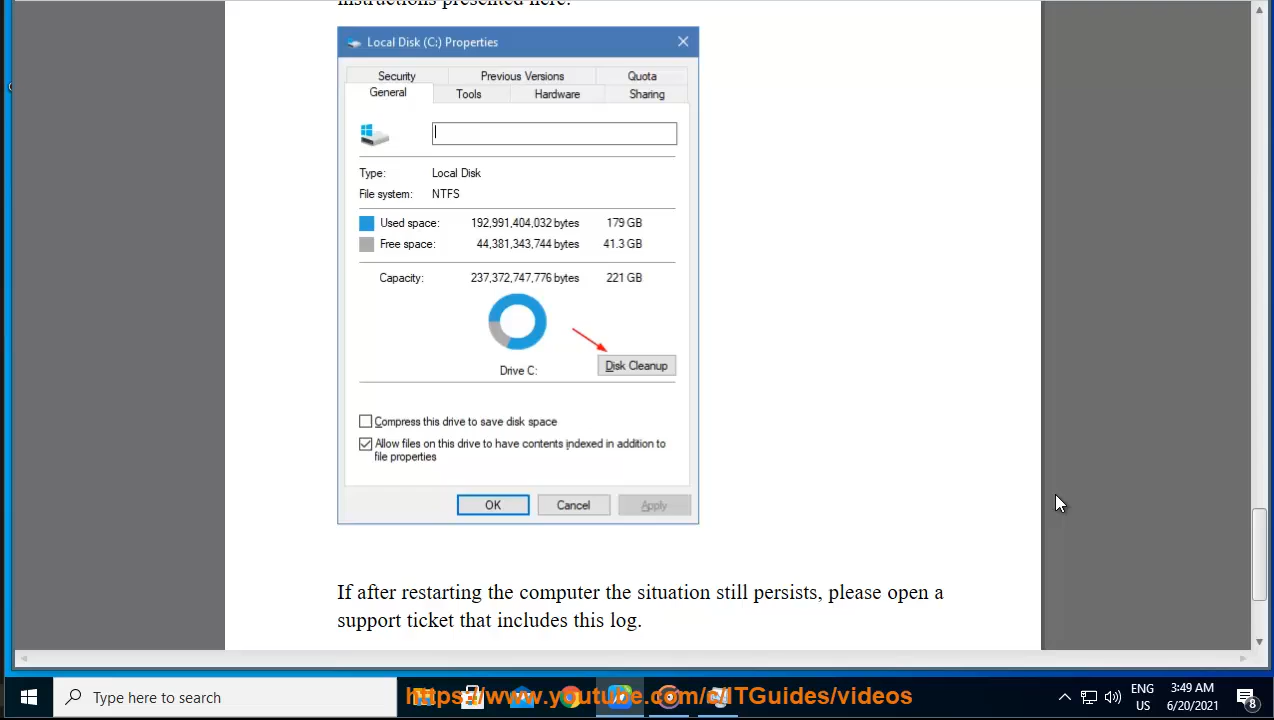 instructions presented here.
Local Disk (C:) Properties
Security Previous Versions Quota
General Tools Hardware Sharing
Type: Local Disk
File system: NTFS
Used space: 192,991,404,032 bytes 179 GB
Free space: 44,381,343,744 bytes 41.3 GB
Capacity: 237,372,747,776 bytes 221 GB
Drive C:
Disk Cleanup
Compress this drive to save disk space
Allow files on this drive to have contents indexed in addition to
file properties
OK Cancel Apply
If after restarting the computer the situation still persists, please open a
support ticket that includes this log.
Type here to search
https://www.youtube.com/c/ITGuides/videos
ENG
US
3:49 AM
6/20/2021
8